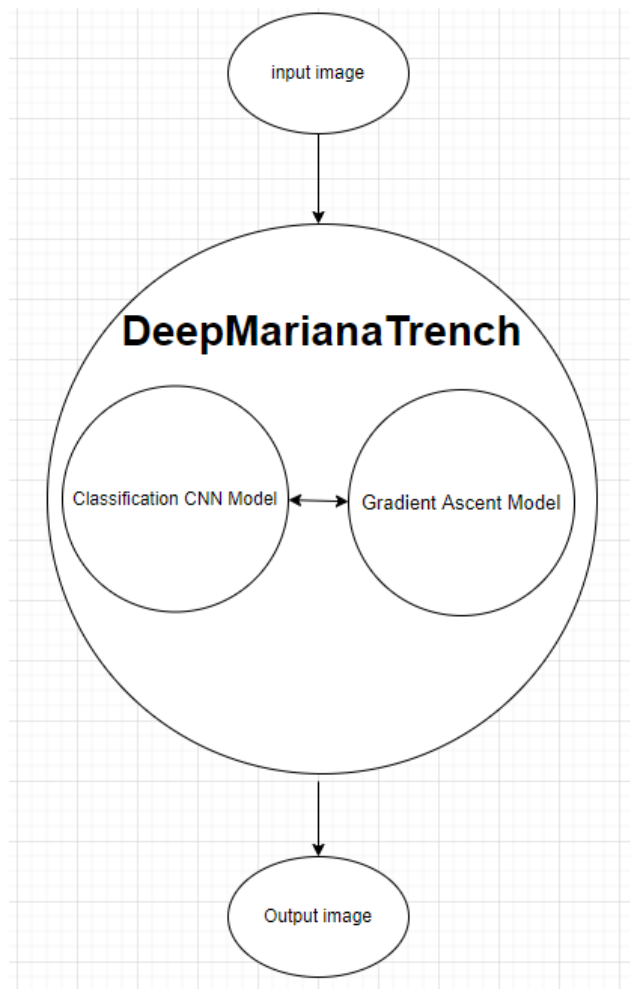 input image
DeepMarianaTrench
Classification CNN Model
Gradient Ascent Model
Output image